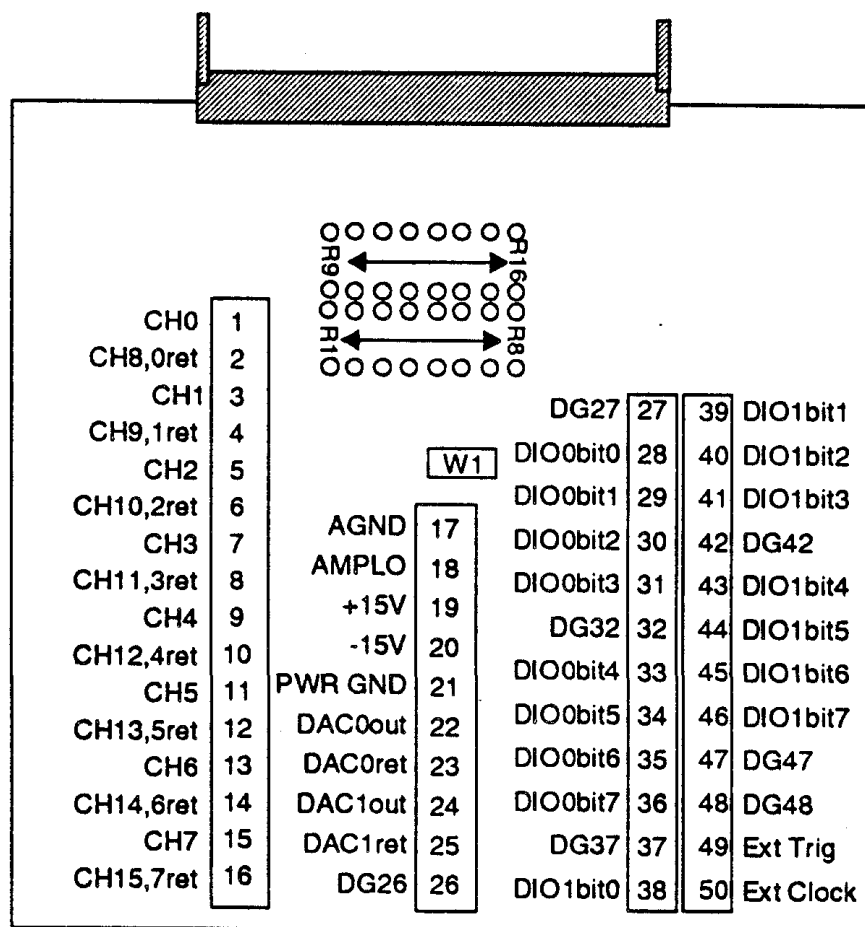 R9 R16
R1 R8
CH0 1
CH8,0ret 2
CH1 3
CH9,1ret 4
CH2 5
CH10,2ret 6
CH3 7
CH11,3ret 8
CH4 9
CH12,4ret 10
CH5 11
CH13,5ret 12
CH6 13
CH14,6ret 14
CH7 15
CH15,7ret 16
W1
AGND 17
AMPLO 18
+15V 19
-15V 20
PWR GND 21
DAC0out 22
DAC0ret 23
DAC1out 24
DAC1ret 25
DG26 26
DG27 27 39 DIO1bit1
DIO0bit0 28 40 DIO1bit2
DIO0bit1 29 41 DIO1bit3
DIO0bit2 30 42 DG42
DIO0bit3 31 43 DIO1bit4
DG32 32 44 DIO1bit5
DIO0bit4 33 45 DIO1bit6
DIO0bit5 34 46 DIO1bit7
DIO0bit6 35 47 DG47
DIO0bit7 36 48 DG48
DG37 37 49 Ext Trig
DIO1bit0 38 50 Ext Clock